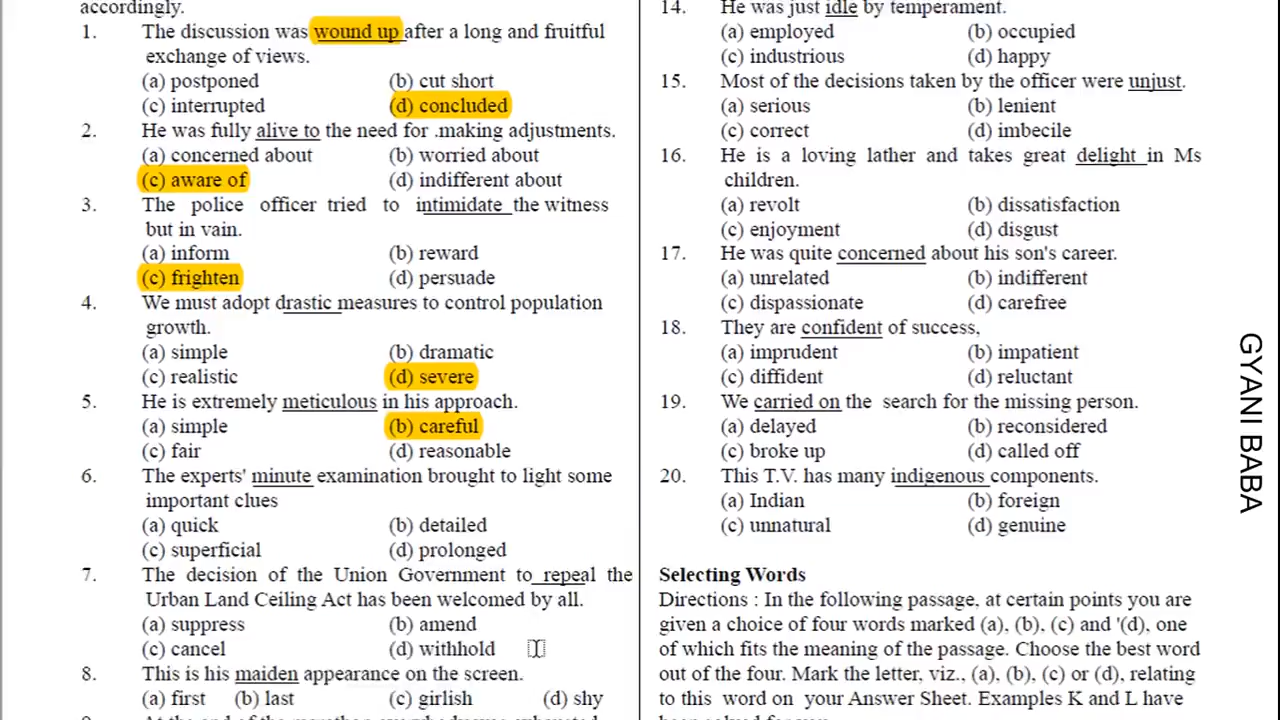 accordingly.
1. The discussion was wound up after a long and fruitful
exchange of views.
(a) postponed (b) cut short
(c) interrupted (d) concluded
2. He was fully alive to the need for .making adjustments.
(a) concerned about (b) worried about
(c) aware of (d) indifferent about
3. The police officer tried to intimidate the witness
but in vain.
(a) inform (b) reward
(c) frighten (d) persuade
4. We must adopt drastic measures to control population
growth.
(a) simple (b) dramatic
(c) realistic (d) severe
5. He is extremely meticulous in his approach.
(a) simple (b) careful
(c) fair (d) reasonable
6. The experts' minute examination brought to light some
important clues
(a) quick (b) detailed
(c) superficial (d) prolonged
7. The decision of the Union Government to repeal the
Urban Land Ceiling Act has been welcomed by all.
(a) suppress (b) amend
(c) cancel (d) withhold
8. This is his maiden appearance on the screen.
(a) first (b) last (c) girlish (d) shy
14. He was just idle by temperament.
(a) employed (b) occupied
(c) industrious (d) happy
15. Most of the decisions taken by the officer were unjust.
(a) serious (b) lenient
(c) correct (d) imbecile
16. He is a loving lather and takes great delight in Ms
children.
(a) revolt (b) dissatisfaction
(c) enjoyment (d) disgust
17. He was quite concerned about his son's career.
(a) unrelated (b) indifferent
(c) dispassionate (d) carefree
18. They are confident of success,
(a) imprudent (b) impatient
(c) diffident (d) reluctant
19. We carried on the search for the missing person.
(a) delayed (b) reconsidered
(c) broke up (d) called off
20. This T.V. has many indigenous components.
(a) Indian (b) foreign
(c) unnatural (d) genuine
Selecting Words
Directions : In the following passage, at certain points you are
given a choice of four words marked (a), (b), (c) and '(d), one
of which fits the meaning of the passage. Choose the best word
out of the four. Mark the letter, viz., (a), (b), (c) or (d), relating
to this word on your Answer Sheet. Examples K and L have
GYANI BABA